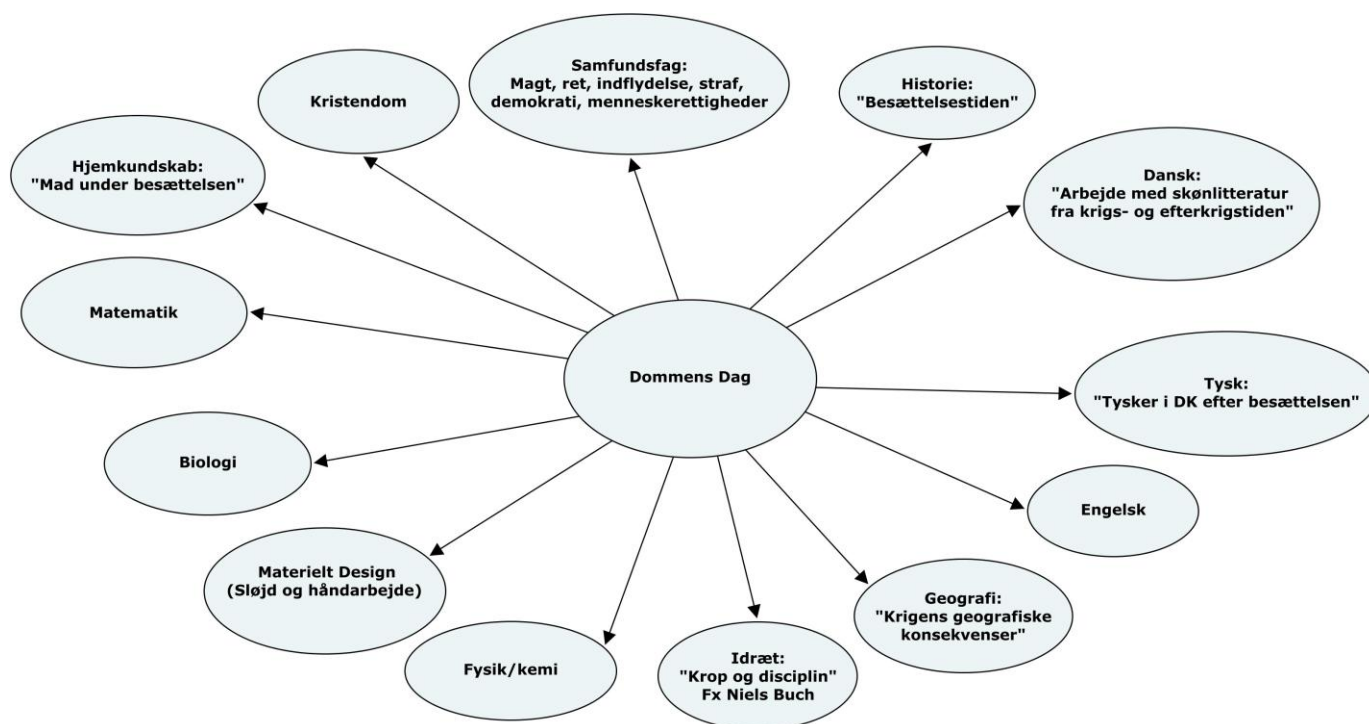 Samfundsfag:
Magt, ret, indflydelse, straf,
demokrati, menneskerettigheder
Historie:
"Besættelsestiden"
Kristendom
Hjemkundskab:
"Mad under besættelsen"
Dansk:
"Arbejde med skønlitteratur
fra krigs- og efterkrigstiden"
Matematik
Dommens Dag
Tysk:
"Tysker i DK efter besættelsen"
Biologi
Engelsk
Materielt Design
(Sløjd og håndarbejde)
Geografi:
"Krigens geografiske
konsekvenser"
Fysik/kemi
Idræt:
"Krop og disciplin"
Fx Niels Buch